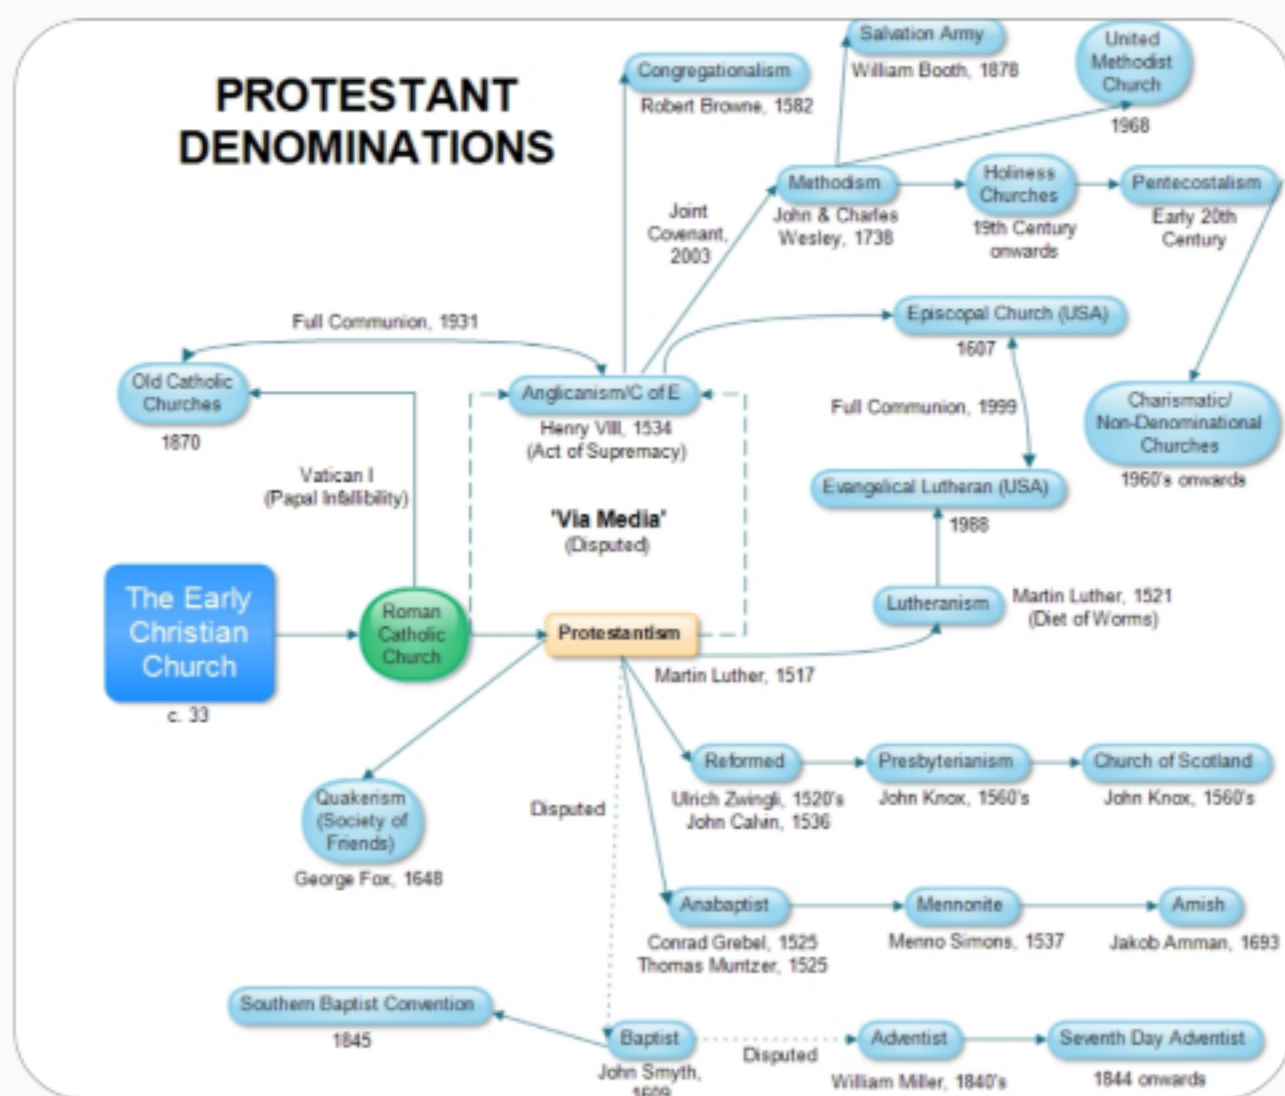 PROTESTANT
DENOMINATIONS
Congregationalism
Robert Browne, 1582
Salvation Army
William Booth, 1878
United
Methodist
Church
1968
Joint
Covenant,
2003
Methodism
John & Charles
Wesley, 1738
Holiness
Churches
19th Century
onwards
Pentecostalism
Early 20th
Century
Full Communion, 1931
Episcopal Church (USA)
1607
Old Catholic
Churches
1870
Anglicanism/C of E
Henry VIII, 1534
(Act of Supremacy)
Full Communion, 1999
Charismatic/
Non-Denominational
Churches
1960's onwards
Vatican I
(Papal Infallibility)
Evangelical Lutheran (USA)
1988
'Via Media'
(Disputed)
The Early
Christian
Church
c. 33
Roman
Catholic
Church
Protestantism
Lutheranism
Martin Luther, 1521
(Diet of Worms)
Martin Luther, 1517
Reformed
Ulrich Zwingli, 1520's
John Calvin, 1536
Presbyterianism
John Knox, 1560's
Church of Scotland
John Knox, 1560's
Quakerism
(Society of
Friends)
George Fox, 1648
Disputed
Anabaptist
Conrad Grebel, 1525
Thomas Muntzer, 1525
Mennonite
Menno Simons, 1537
Amish
Jakob Amman, 1693
Southern Baptist Convention
1845
Baptist
John Smyth,
1609
Disputed
Adventist
William Miller, 1840's
Seventh Day Adventist
1844 onwards